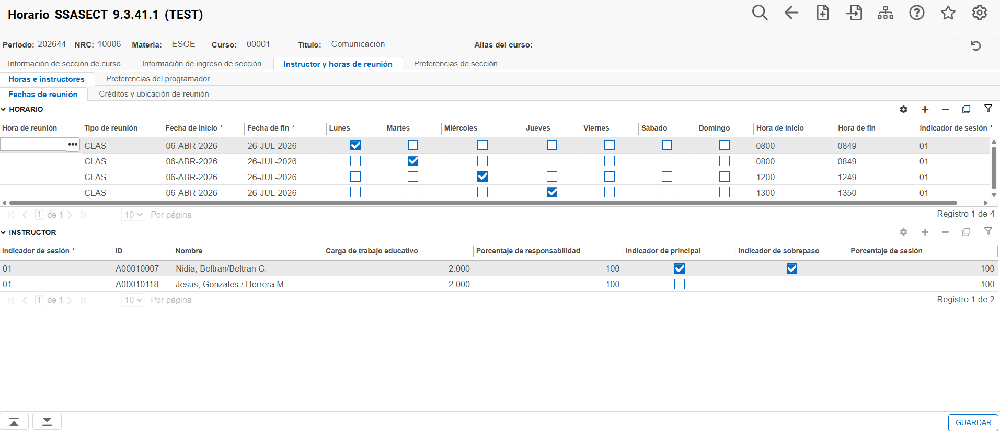 Horario SSASECT 9.3.41.1 (TEST)
Periodo: 202644 NRC: 10006 Materia: ESGE Curso: 00001 Título: Comunicación Alias del curso:
Información de sección de curso Información de ingreso de sección Instructor y horas de reunión Preferencias de sección
Horas e instructores Preferencias del programador
Fechas de reunión Créditos y ubicación de reunión
HORARIO
Hora de reunión Tipo de reunión Fecha de inicio * Fecha de fin * Lunes Martes Miércoles Jueves Viernes Sábado Domingo Hora de inicio Hora de fin Indicador de sesión *
••• CLAS 06-ABR-2026 26-JUL-2026 0800 0849 01
CLAS 06-ABR-2026 26-JUL-2026 0800 0849 01
CLAS 06-ABR-2026 26-JUL-2026 1200 1249 01
CLAS 06-ABR-2026 26-JUL-2026 1300 1350 01
1 de 1 10 Por página Registro 1 de 4
INSTRUCTOR
Indicador de sesión * ID Nombre Carga de trabajo educativo Porcentaje de responsabilidad Indicador de principal Indicador de sobrepaso Porcentaje de sesión
01 A00010007 Nidia, Beltran/Beltran C. 2.000 100 100
01 A00010118 Jesus, Gonzales / Herrera M. 2.000 100 100
1 de 1 10 Por página Registro 1 de 2
GUARDAR